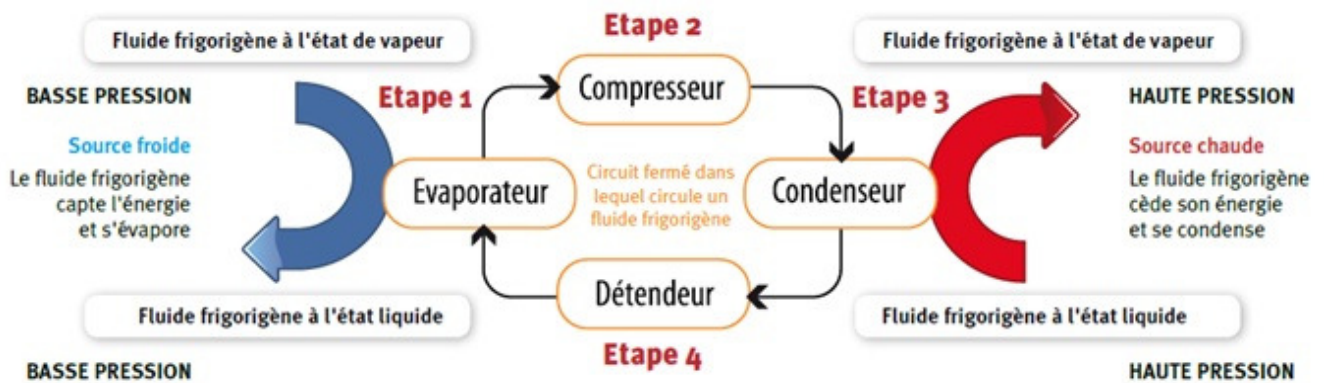 Etape 2
Fluide frigorigène à l'état de vapeur
Fluide frigorigène à l'état de vapeur
BASSE PRESSION
Etape 1
Compresseur
Etape 3
HAUTE PRESSION
Source froide
Le fluide frigorigène
capte l'énergie
et s'évapore
Evaporateur
Circuit fermé dans
lequel circule un
fluide frigorigène
Condenseur
Source chaude
Le fluide frigorigène
cède son énergie
et se condense
Détendeur
Fluide frigorigène à l'état liquide
Fluide frigorigène à l'état liquide
Etape 4
BASSE PRESSION
HAUTE PRESSION